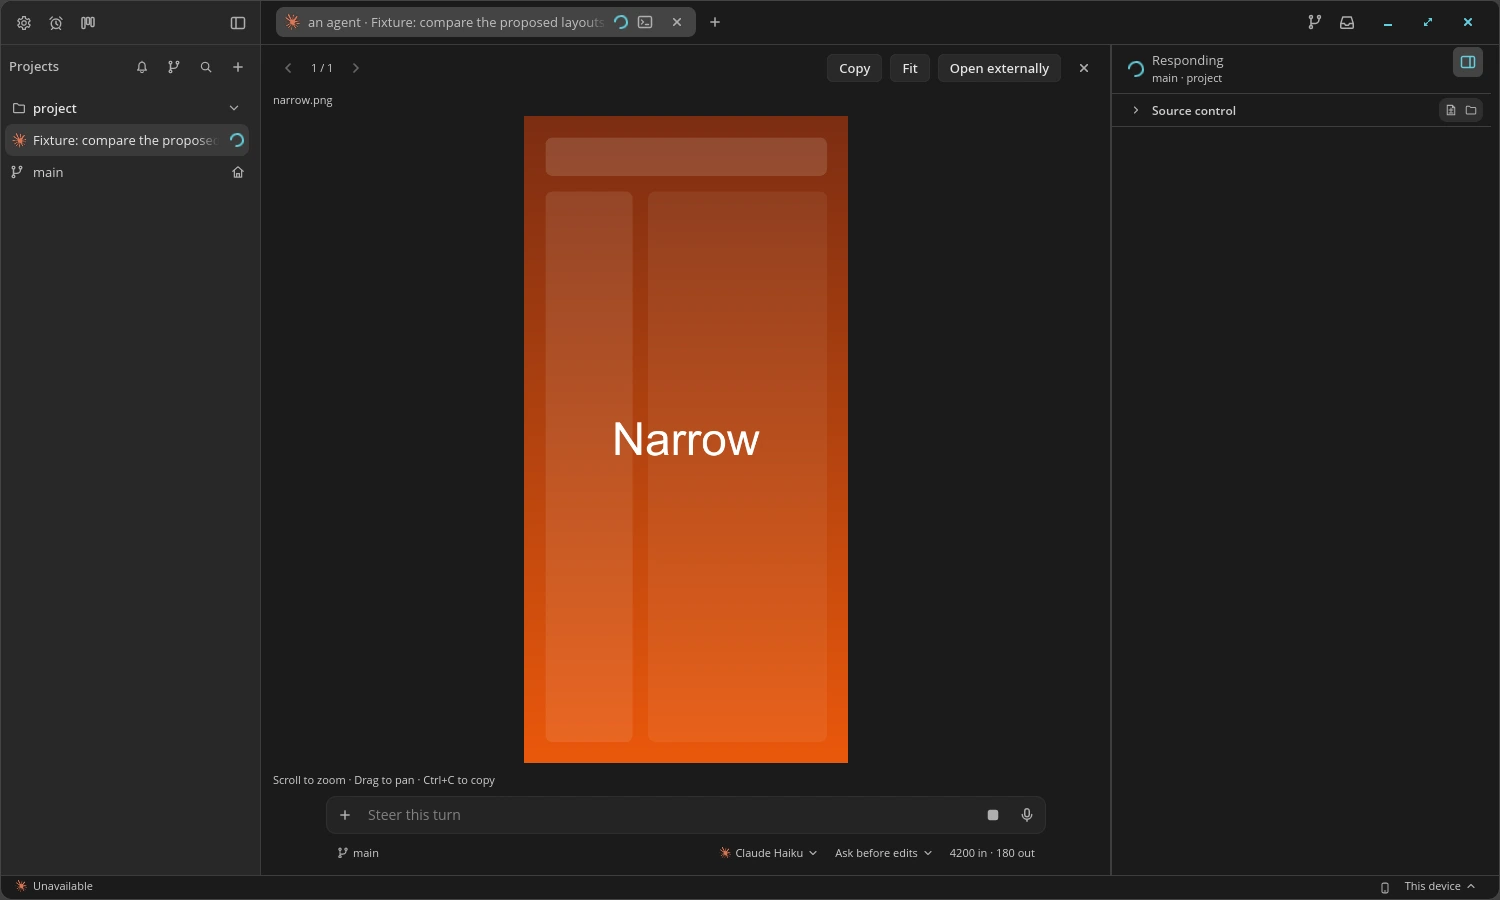 an agent · Fixture: compare the proposed layouts
Projects
project
Fixture: compare the proposed
main
1 / 1
Copy
Fit
Open externally
narrow.png
Narrow
Scroll to zoom · Drag to pan · Ctrl+C to copy
Steer this turn
main
Claude Haiku
Ask before edits
4200 in · 180 out
Responding
main · project
Source control
Unavailable
This device